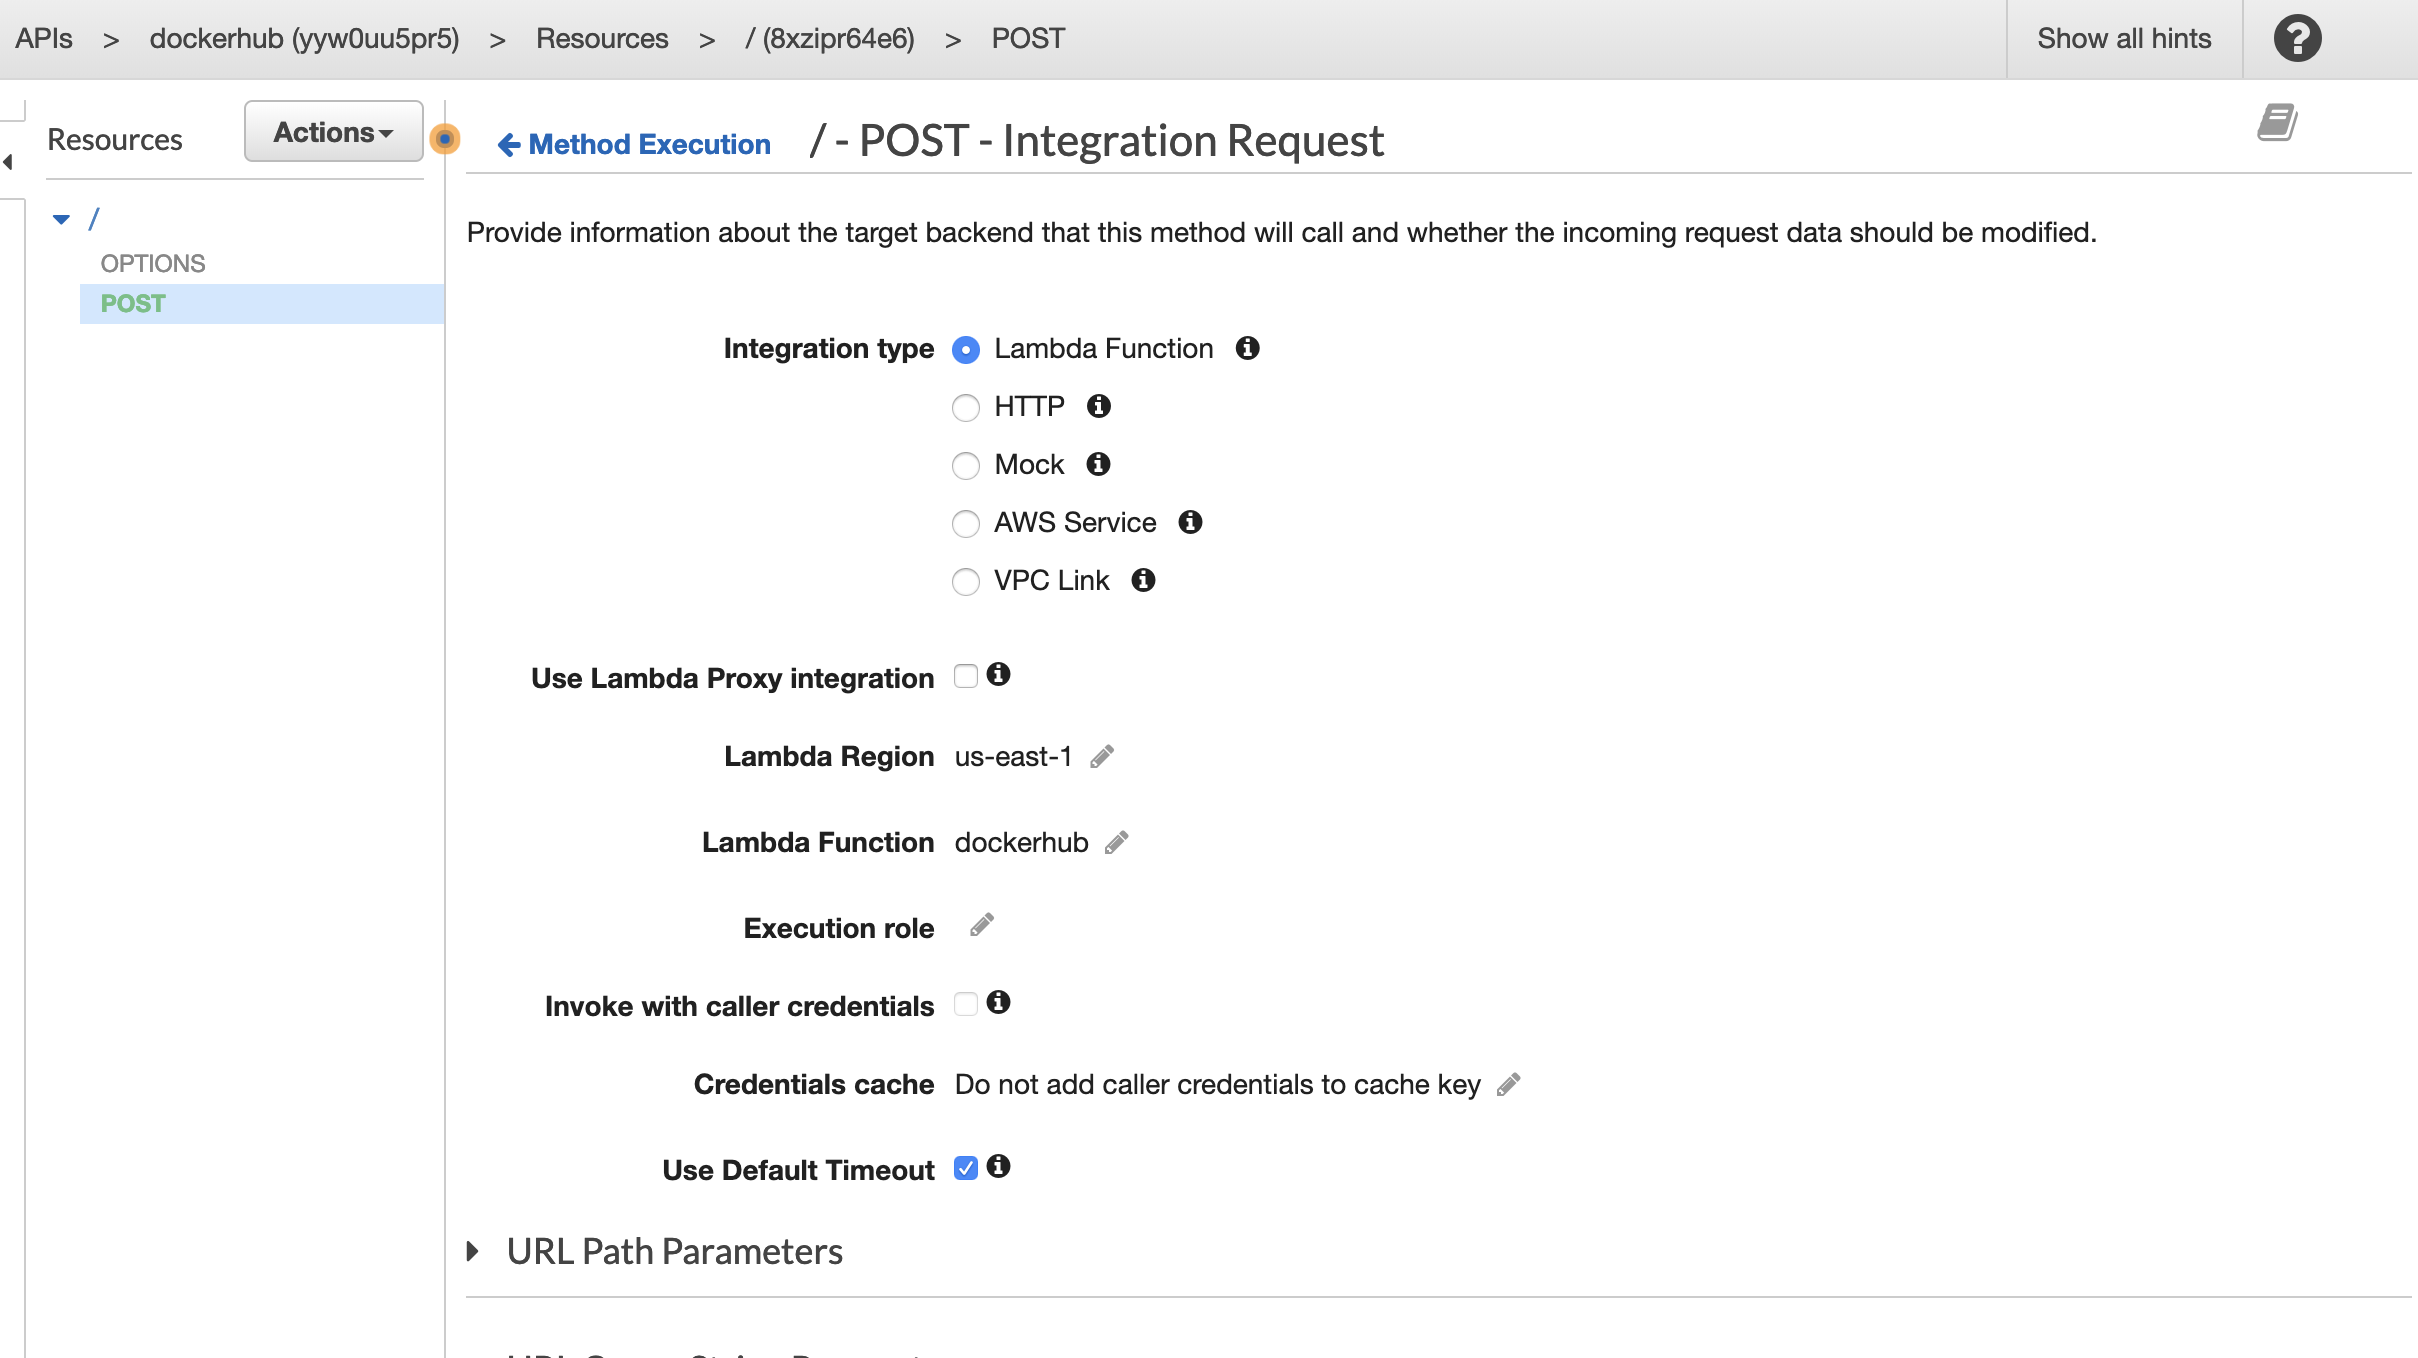 APIs > dockerhub (yyw0uu5pr5) > Resources > / (8xzipr64e6) > POST
Show all hints
Resources
Actions
Method Execution
/ - POST - Integration Request
/
OPTIONS
POST
Provide information about the target backend that this method will call and whether the incoming request data should be modified.
Integration type Lambda Function
HTTP
Mock
AWS Service
VPC Link
Use Lambda Proxy integration
Lambda Region us-east-1
Lambda Function dockerhub
Execution role
Invoke with caller credentials
Credentials cache Do not add caller credentials to cache key
Use Default Timeout
URL Path Parameters